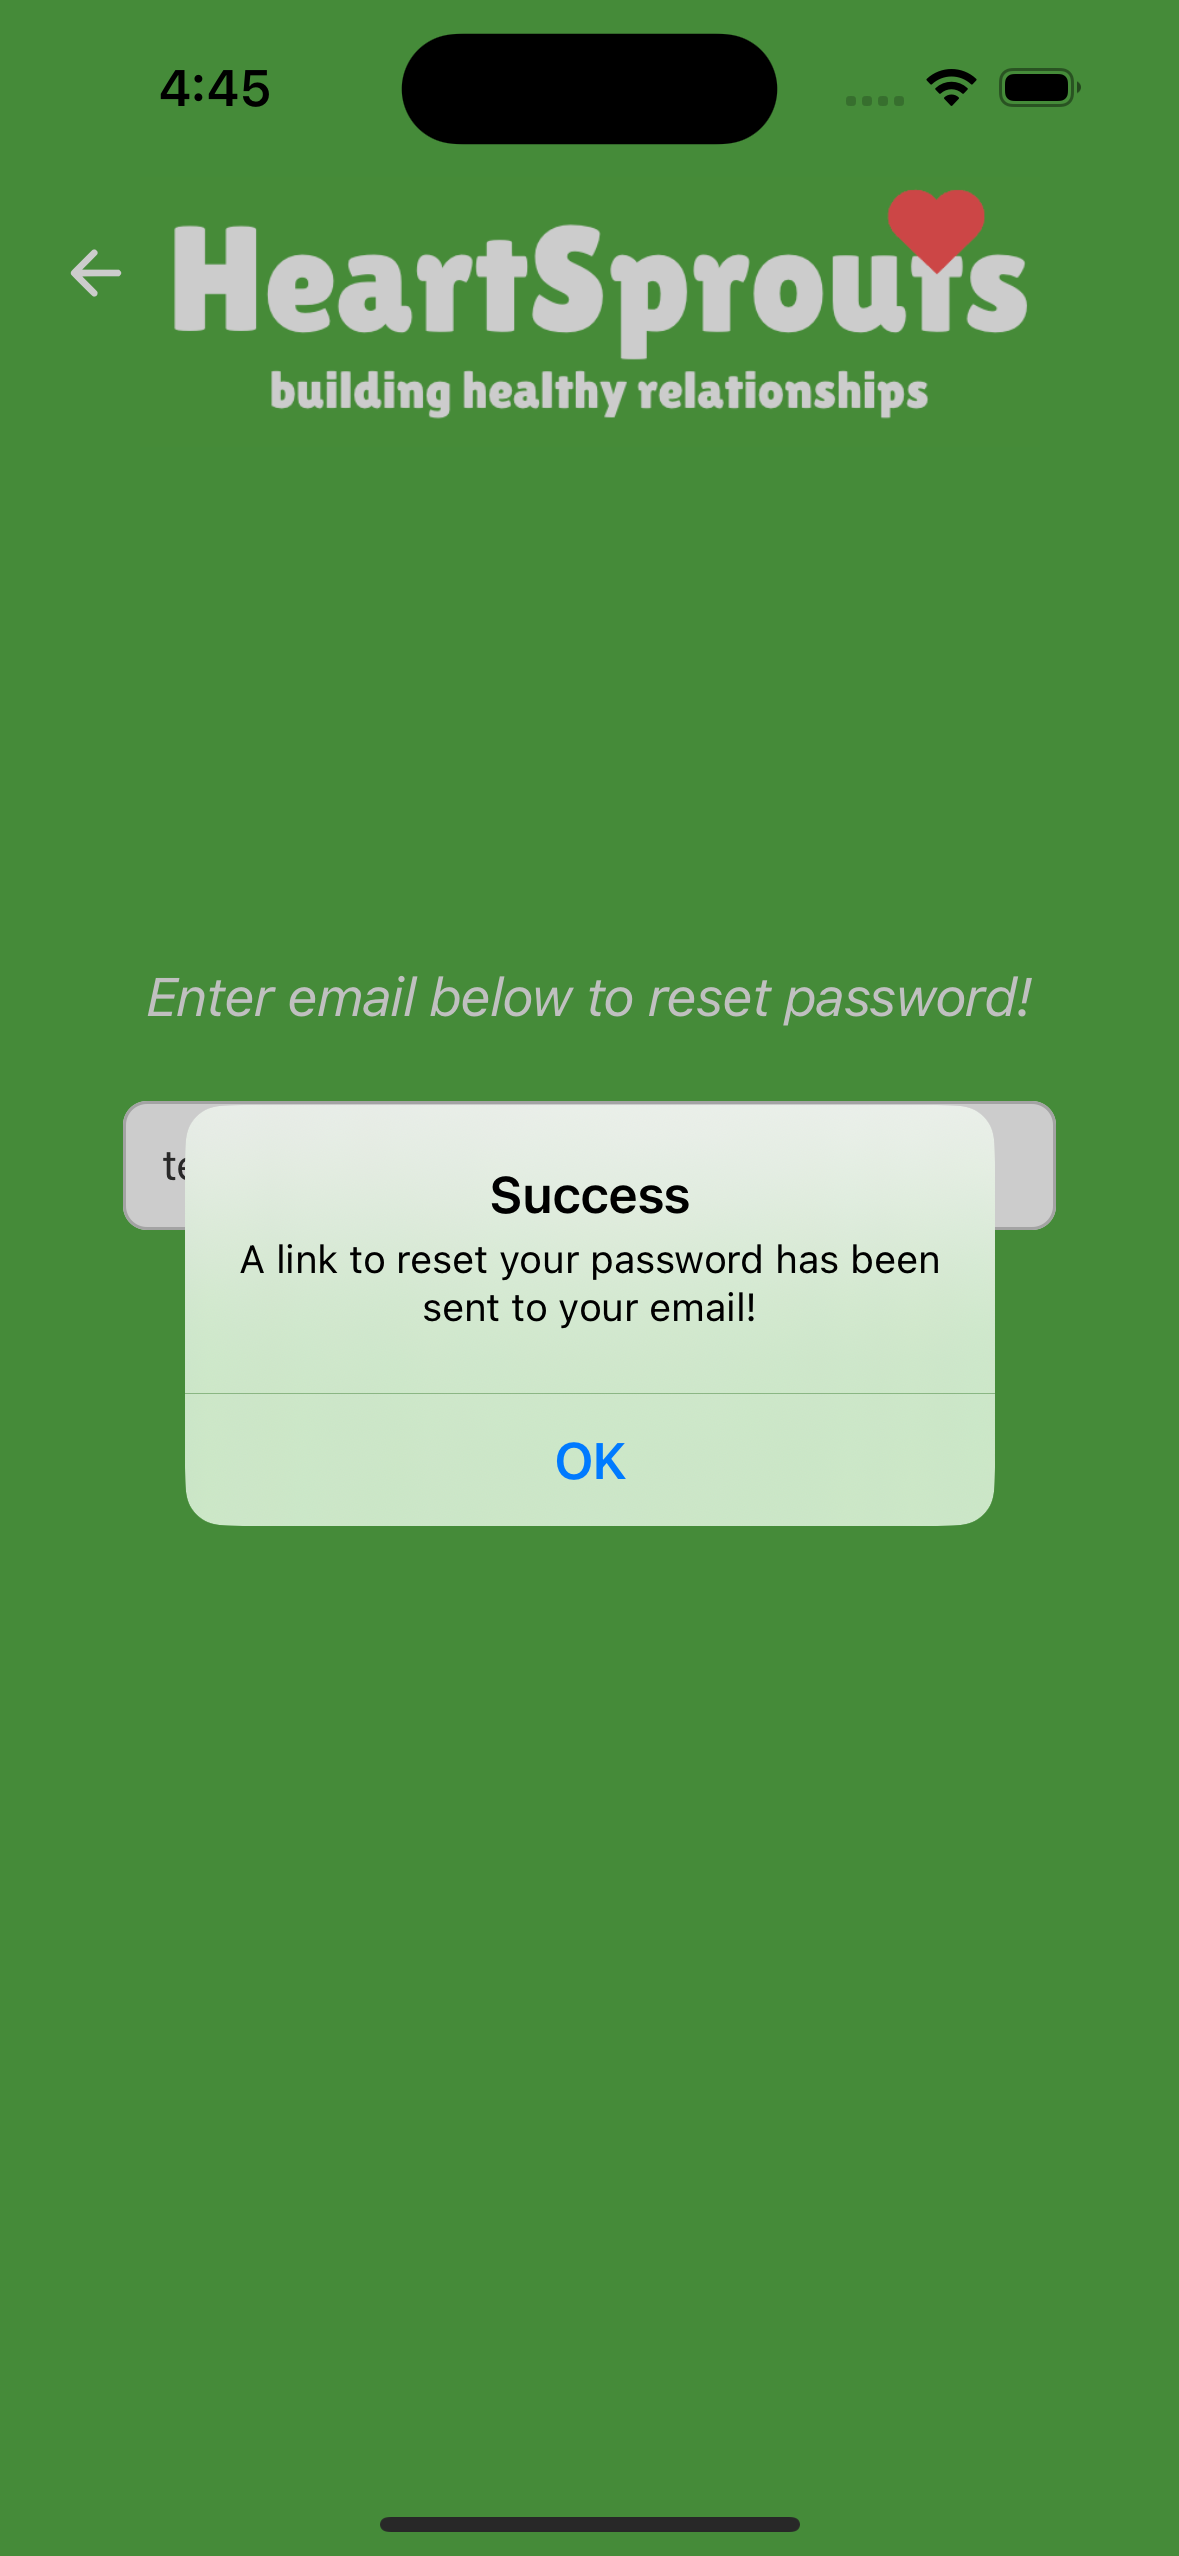 4:45
HeartSprouts
building healthy relationships
Enter email below to reset password!
Success
A link to reset your password has been
sent to your email!
OK